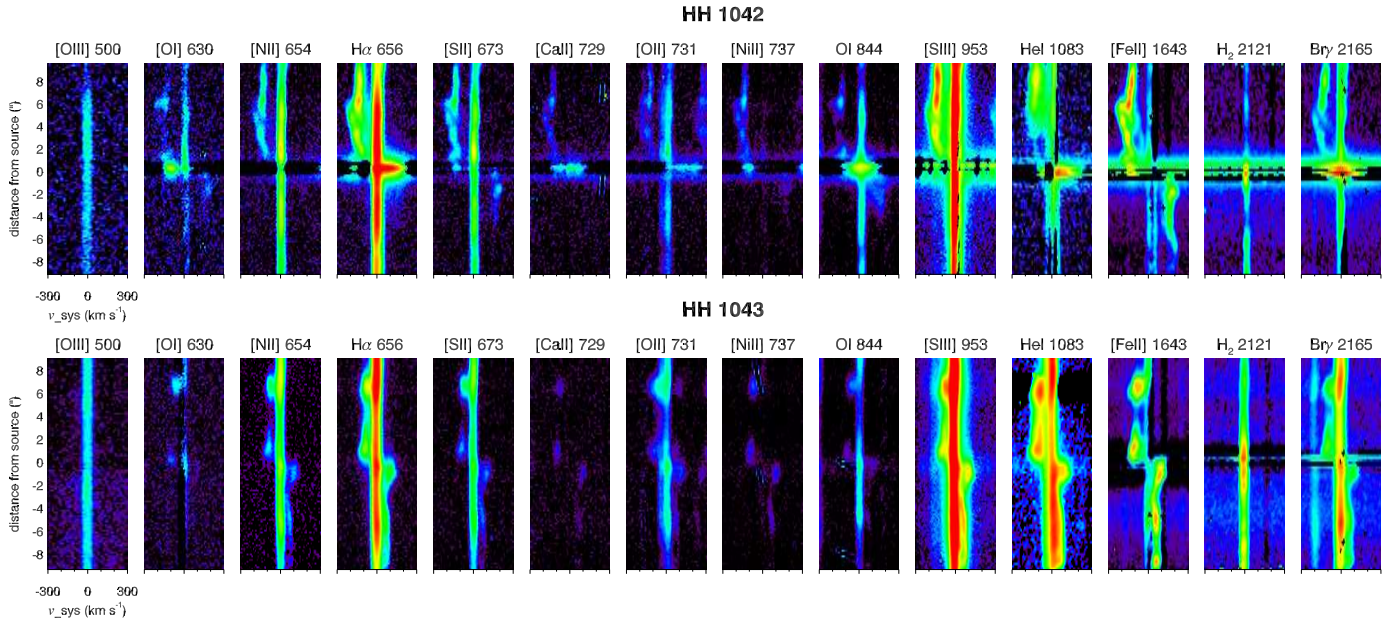 HH 1042
[OIII] 500 [OI] 630 [NII] 654 Hα 656 [SII] 673 [CaII] 729 [OII] 731 [NiII] 737 OI 844 [SIII] 953 HeI 1083 [FeII] 1643 H₂ 2121 Brγ 2165
distance from source (")
8
6
4
2
0
-2
-4
-6
-8
-300 0 300
v_sys (km s⁻¹)
HH 1043
[OIII] 500 [OI] 630 [NII] 654 Hα 656 [SII] 673 [CaII] 729 [OII] 731 [NiII] 737 OI 844 [SIII] 953 HeI 1083 [FeII] 1643 H₂ 2121 Brγ 2165
distance from source (")
8
6
4
2
0
-2
-4
-6
-8
-300 0 300
v_sys (km s⁻¹)